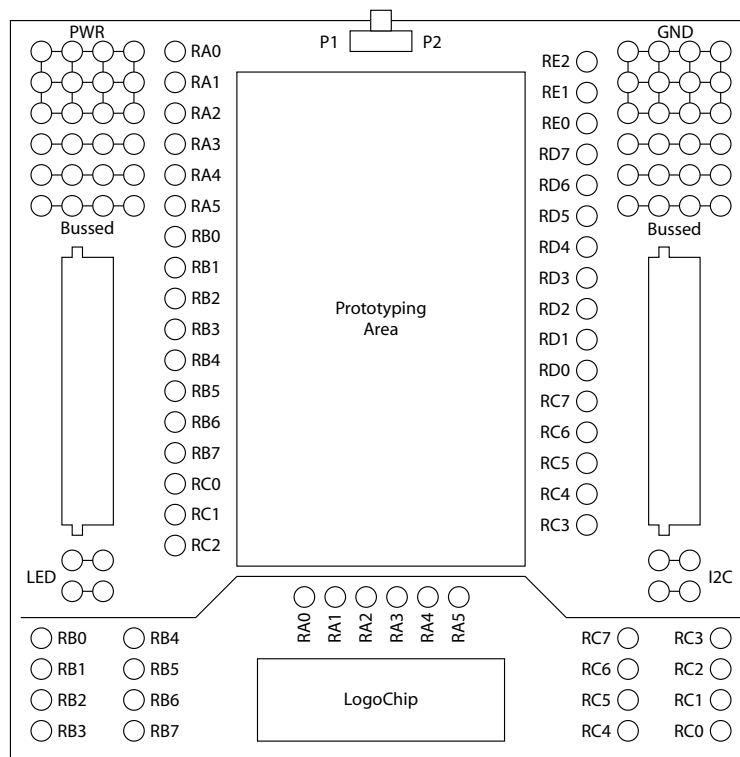 PWR
P1
P2
GND
RA0
RA1
RA2
RA3
RA4
RA5
Bussed
RB0
RB1
RB2
RB3
RB4
RB5
RB6
RB7
RC0
RC1
RC2
LED
Prototyping
Area
RE2
RE1
RE0
RD7
RD6
RD5
RD4
RD3
RD2
RD1
RD0
RC7
RC6
RC5
RC4
RC3
Bussed
I2C
RA0
RA1
RA2
RA3
RA4
RA5
LogoChip
RB0
RB4
RB1
RB5
RB2
RB6
RB3
RB7
RC7
RC3
RC6
RC2
RC5
RC1
RC4
RC0